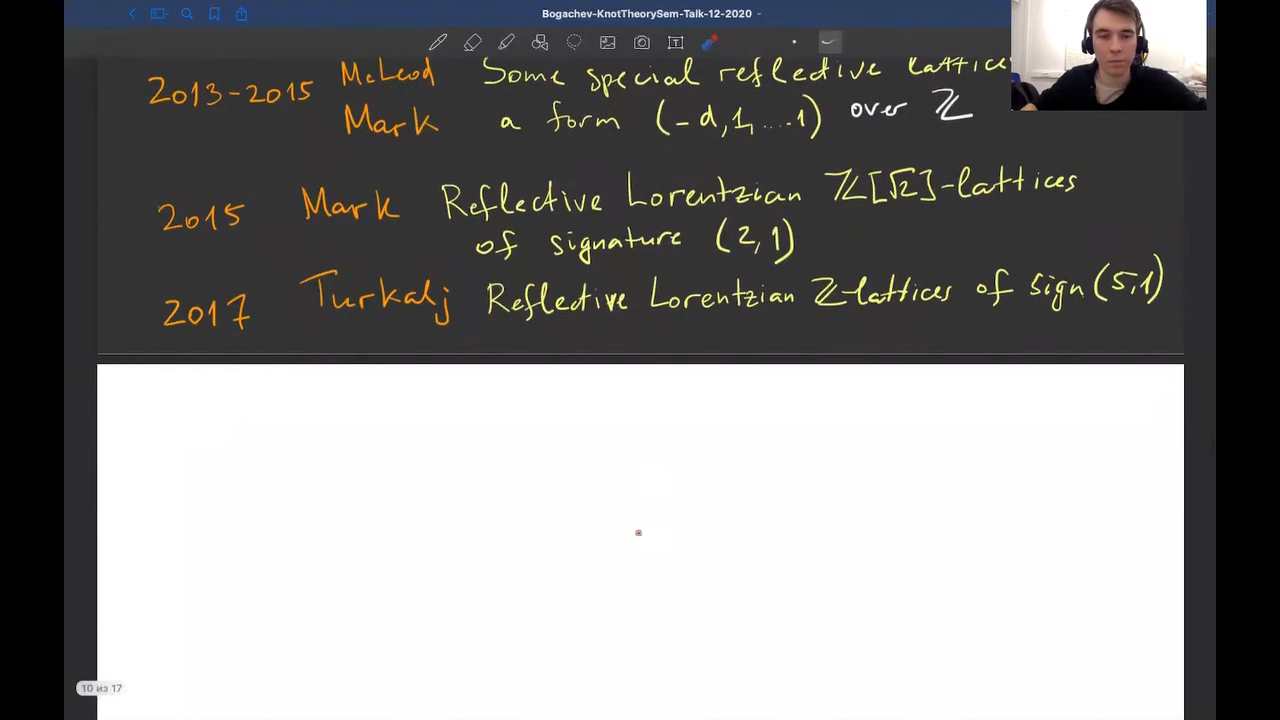 Bogachev-KnotTheorySem-Talk-12-2020
2013-2015 McLeod Some special reflective lattice
Mark a form (-d,1,...1) over ℤ
2015 Mark Reflective Lorentzian ℤ[√2]-lattices
of signature (2,1)
2017 Turkalj Reflective Lorentzian ℤ-lattices of sign (5,1)
10 из 17